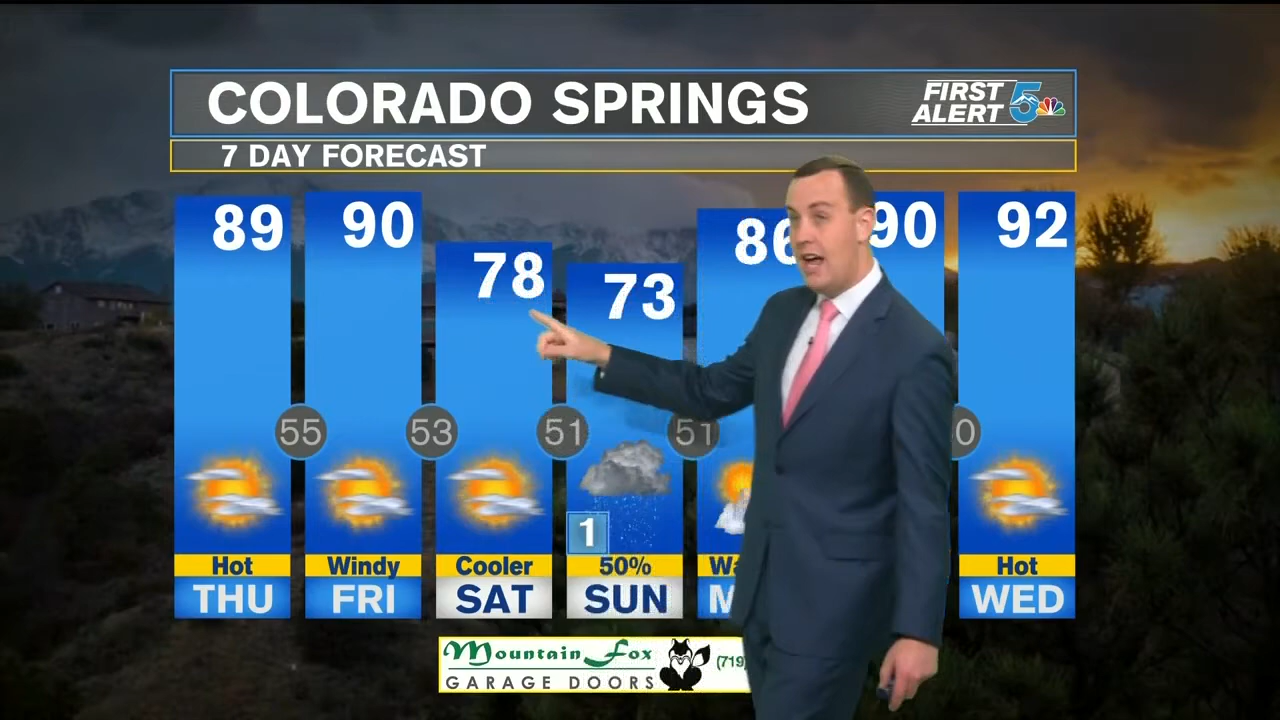 COLORADO SPRINGS
FIRST
ALERT 5
7 DAY FORECAST
89 90 78 73 86 90 92
55 53 51 51
1
Hot Windy Cooler 50% Hot
THU FRI SAT SUN WED
Mountain Fox
GARAGE DOORS
(719)